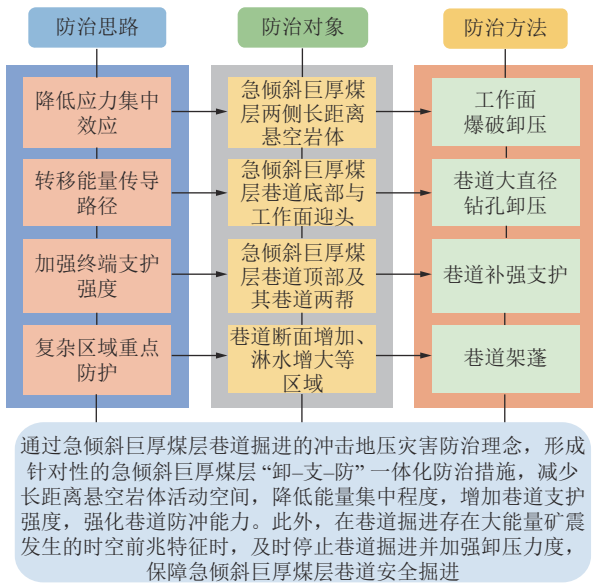 防治思路
防治对象
防治方法
降低应力集中
效应
急倾斜巨厚煤
层两侧长距离
悬空岩体
工作面
爆破卸压
转移能量传导
路径
急倾斜巨厚煤
层巷道底部与
工作面迎头
巷道大直径
钻孔卸压
加强终端支护
强度
急倾斜巨厚煤
层巷道顶部及
其巷道两帮
巷道补强支护
复杂区域重点
防护
巷道断面增加、
淋水增大等
区域
巷道架蓬
通过急倾斜巨厚煤层巷道掘进的冲击地压灾害防治理念，形成
针对性的急倾斜巨厚煤层“卸–支–防”一体化防治措施，减少
长距离悬空岩体活动空间，降低能量集中程度，增加巷道支护
强度，强化巷道防冲能力。此外，在巷道掘进存在大能量矿震
发生的时空前兆特征时，及时停止巷道掘进并加强卸压力度，
保障急倾斜巨厚煤层巷道安全掘进